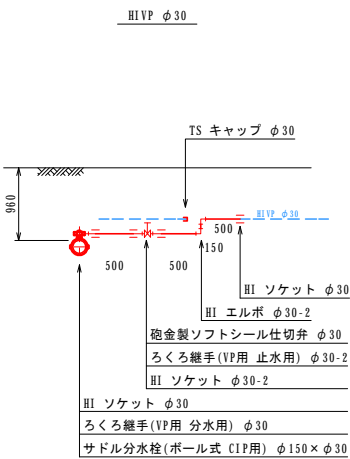 HIVP φ30
TS キャップ φ30
960
HIVP φ30
500
150
500
500
HI ソケット φ30
HI エルボ φ30-2
砲金製ソフトシール仕切弁 φ30
ろくろ継手(VP用 止水用) φ30-2
HI ソケット φ30-2
HI ソケット φ30
ろくろ継手(VP用 分水用) φ30
サドル分水栓(ボール式 CIP用) φ150×φ30